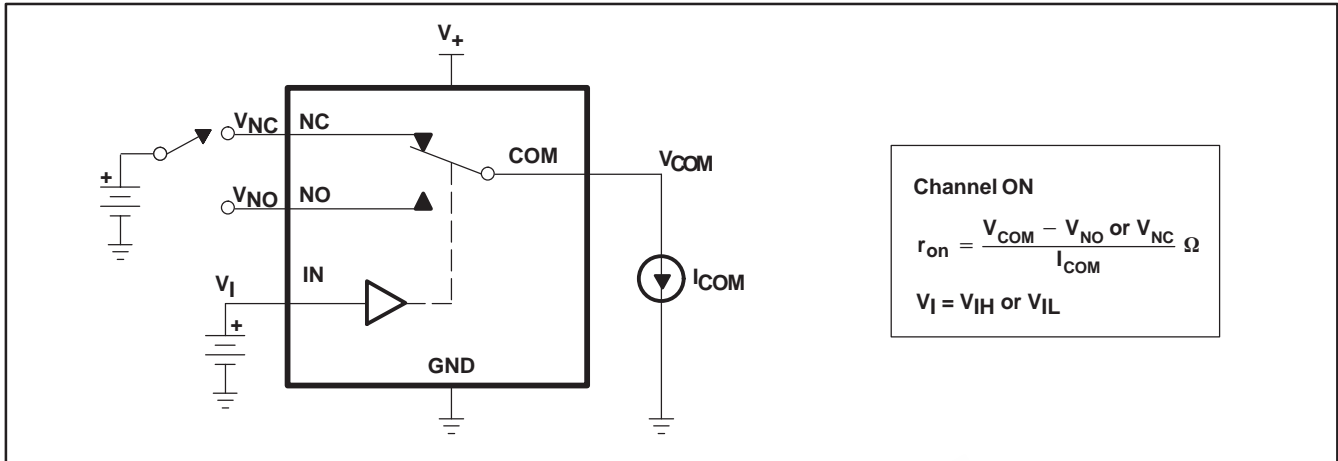 V+
VNC NC
COM
VCOM
+
VNO NO
VI
IN
+
ICOM
GND
Channel ON
ron = VCOM − VNO or VNC
ICOM
Ω
VI = VIH or VIL